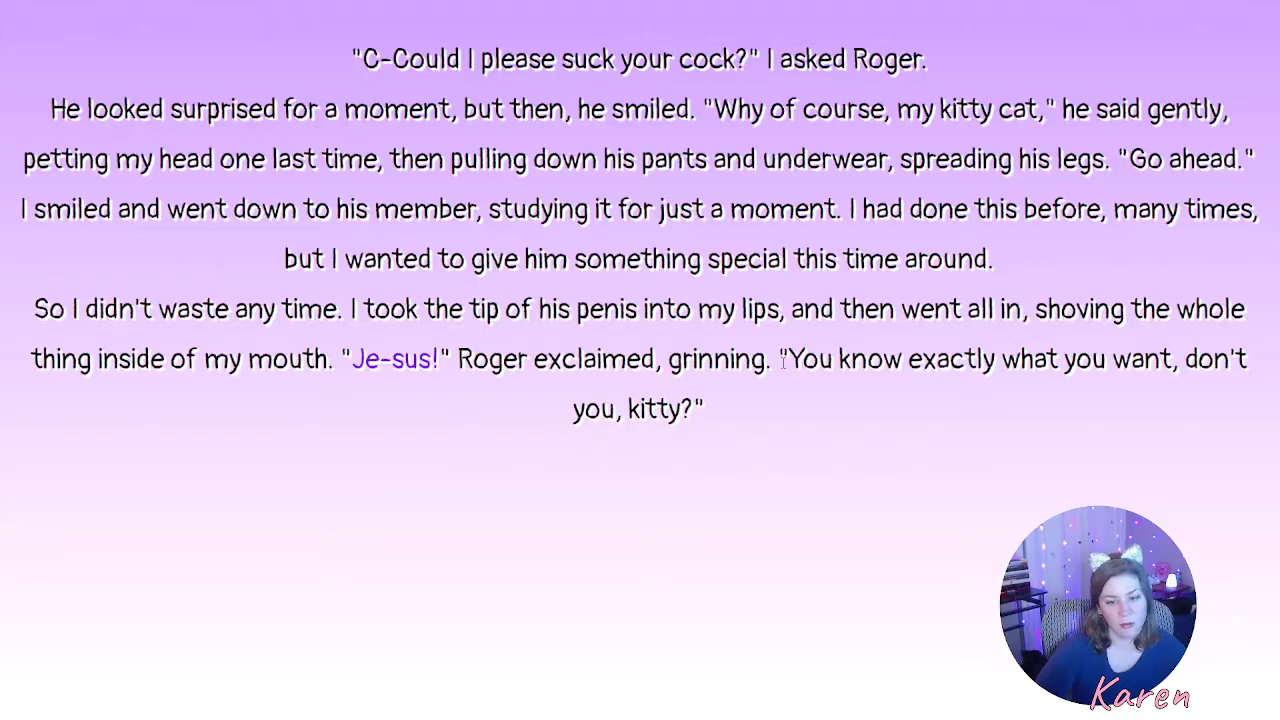 "C-Could I please suck your cock?" I asked Roger.
He looked surprised for a moment, but then, he smiled. "Why of course, my kitty cat," he said gently,
petting my head one last time, then pulling down his pants and underwear, spreading his legs. "Go ahead."
I smiled and went down to his member, studying it for just a moment. I had done this before, many times,
but I wanted to give him something special this time around.
So I didn't waste any time. I took the tip of his penis into my lips, and then went all in, shoving the whole
thing inside of my mouth. "Je-sus!" Roger exclaimed, grinning. "You know exactly what you want, don't
you, kitty?"
Karen